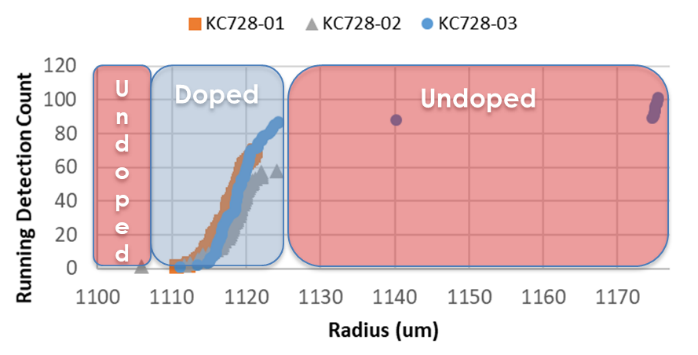 KC728-01 KC728-02 KC728-03
Running Detection Count
120
100
80
60
40
20
0
Undoped
Doped
Undoped
1100 1110 1120 1130 1140 1150 1160 1170
Radius (um)